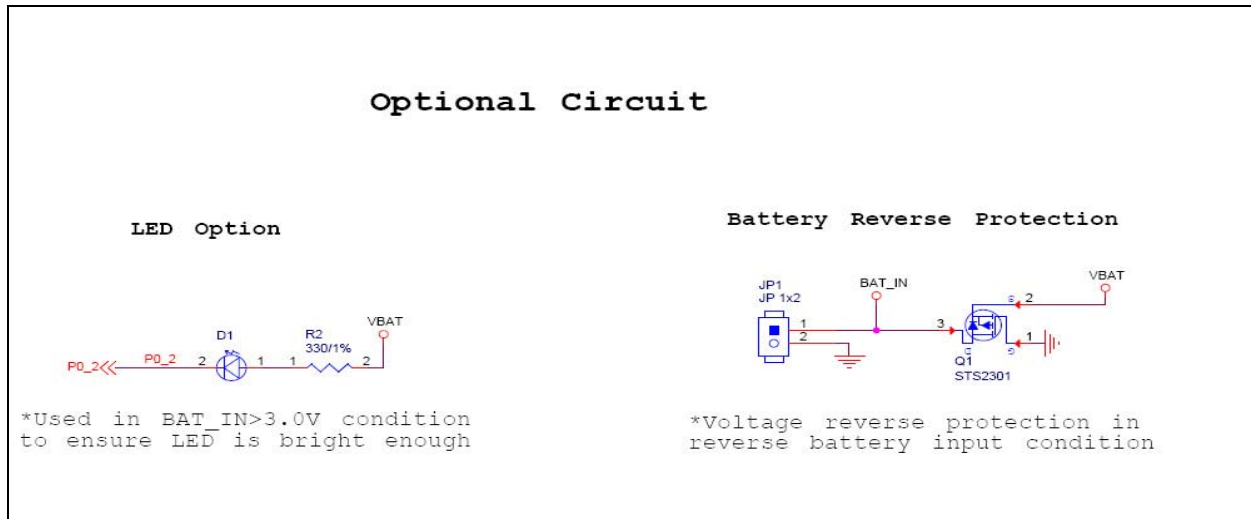 Optional Circuit
LED Option
P0_2
P0_2
2
D1
1
1
R2
330/1%
2
VBAT
*Used in BAT_IN>3.0V condition
to ensure LED is bright enough
Battery Reverse Protection
JP1
JP 1x2
1
2
BAT_IN
3
D
S
2
VBAT
G
1
Q1
STS2301
*Voltage reverse protection in
reverse battery input condition